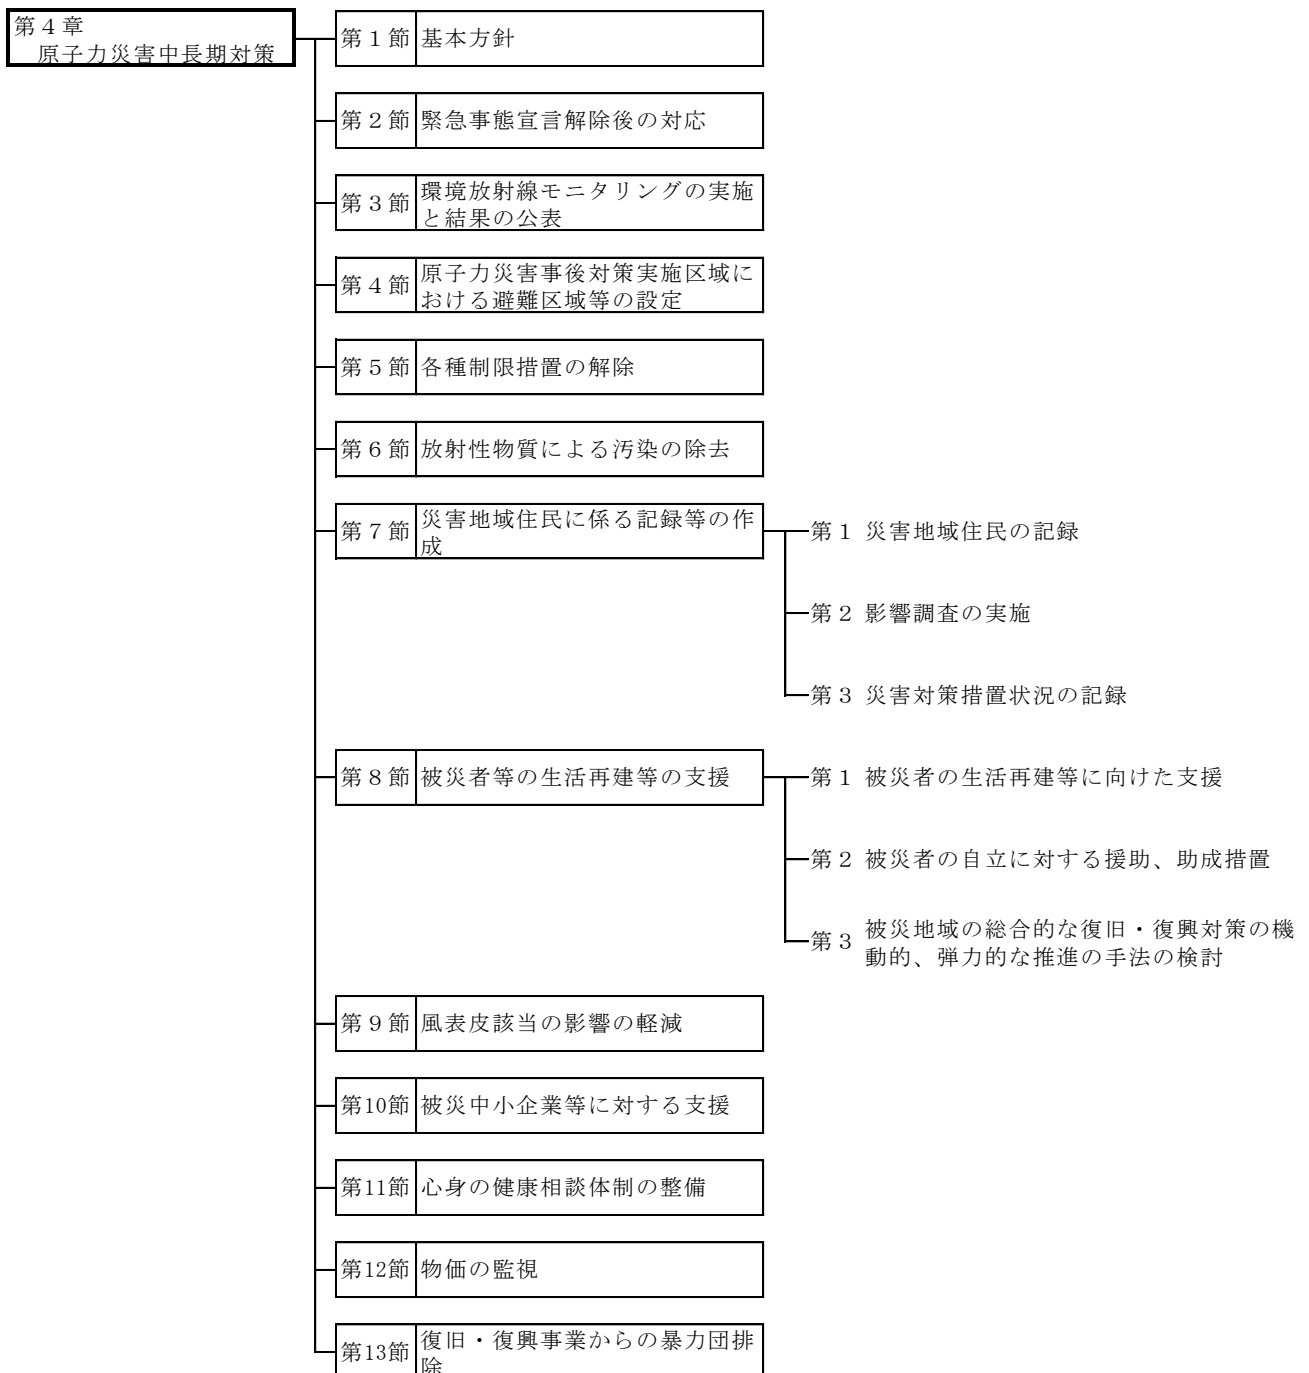 第４章
原子力災害中長期対策
第１節 基本方針
第２節 緊急事態宣言解除後の対応
第３節 環境放射線モニタリングの実施
と結果の公表
第４節 原子力災害事後対策実施区域に
おける避難区域等の設定
第５節 各種制限措置の解除
第６節 放射性物質による汚染の除去
第７節 災害地域住民に係る記録等の作
成
第１ 災害地域住民の記録
第２ 影響調査の実施
第３ 災害対策措置状況の記録
第８節 被災者等の生活再建等の支援
第１ 被災者の生活再建等に向けた支援
第２ 被災者の自立に対する援助、助成措置
第３ 被災地域の総合的な復旧・復興対策の機
動的、弾力的な推進の手法の検討
第９節 風表皮該当の影響の軽減
第10節 被災中小企業等に対する支援
第11節 心身の健康相談体制の整備
第12節 物価の監視
第13節 復旧・復興事業からの暴力団排
除